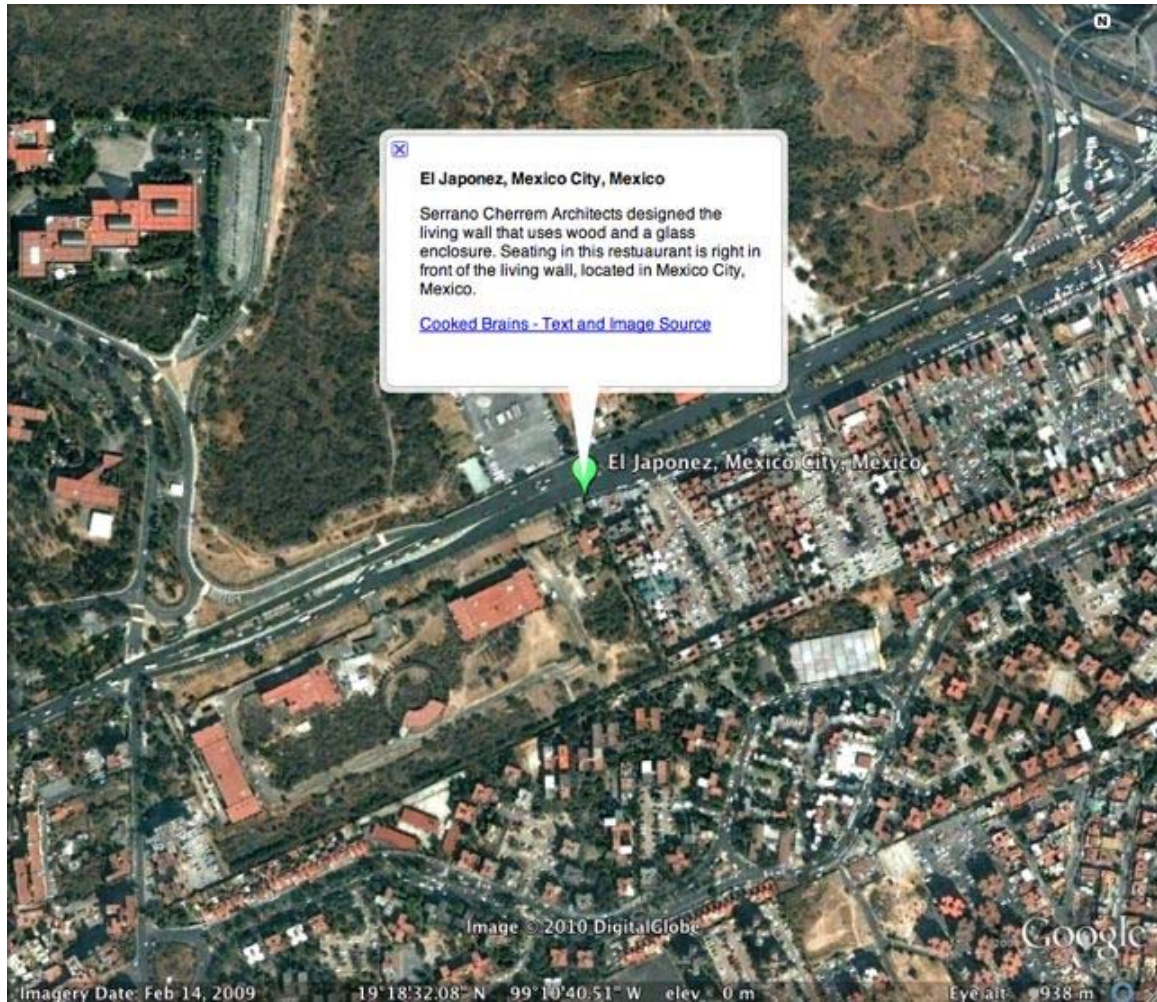 N
El Japonez, Mexico City, Mexico
Serrano Cherrem Architects designed the
living wall that uses wood and a glass
enclosure. Seating in this restuaurant is right in
front of the living wall, located in Mexico City,
Mexico.
Cooked Brains - Text and Image Source
El Japonez, Mexico City, Mexico
Image © 2010 DigitalGlobe
Google
Imagery Date: Feb 14, 2009 19°18'32.08" N 99°10'40.51" W elev 0 m Eye alt 938 m